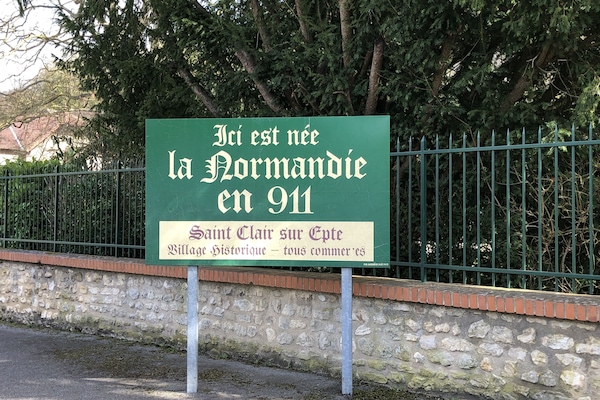 Ici est née
la Normandie
en 911
Saint Clair sur Epte
Village Historique – tous commer'es